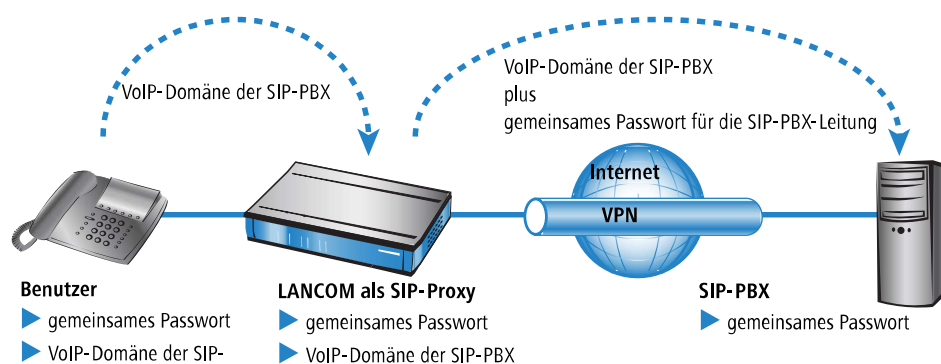 VoIP-Domäne der SIP-PBX
VoIP-Domäne der SIP-PBX
plus
gemeinsames Passwort für die SIP-PBX-Leitung
Internet
VPN
Benutzer
gemeinsames Passwort
VoIP-Domäne der SIP-
LANCOM als SIP-Proxy
gemeinsames Passwort
VoIP-Domäne der SIP-PBX
SIP-PBX
gemeinsames Passwort